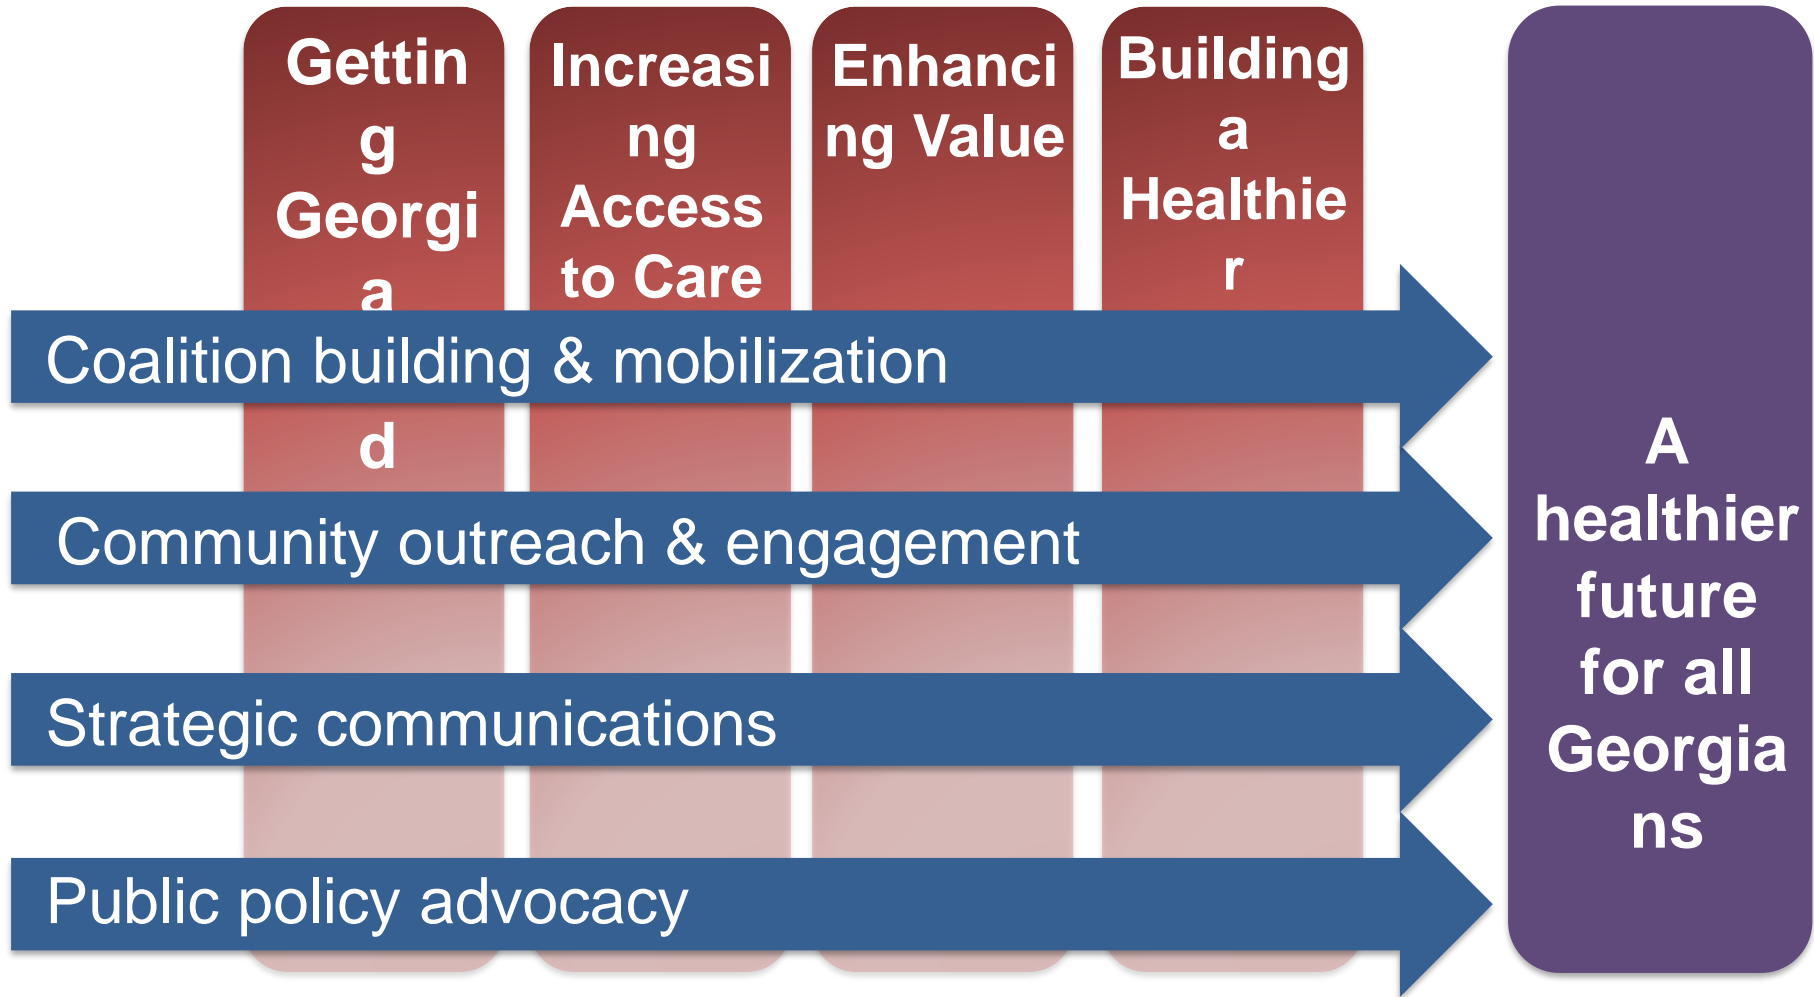 Gettin
g
Georgi
a
d
Increasi
ng
Access
to Care
Enhanci
ng Value
Building
a
Healthie
r
Coalition building & mobilization
Community outreach & engagement
Strategic communications
Public policy advocacy
A
healthier
future
for all
Georgia
ns